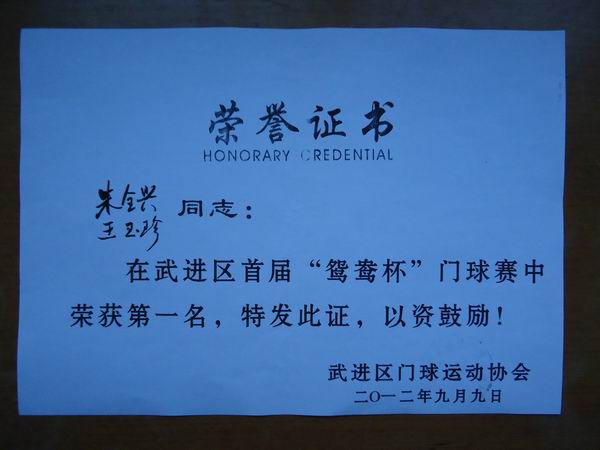 荣誉证书
HONORARY CREDENTIAL
朱全兴
王玉珍
同志：
在武进区首届“鸳鸯杯”门球赛中
荣获第一名，特发此证，以资鼓励！
武进区门球运动协会
二〇一二年九月九日